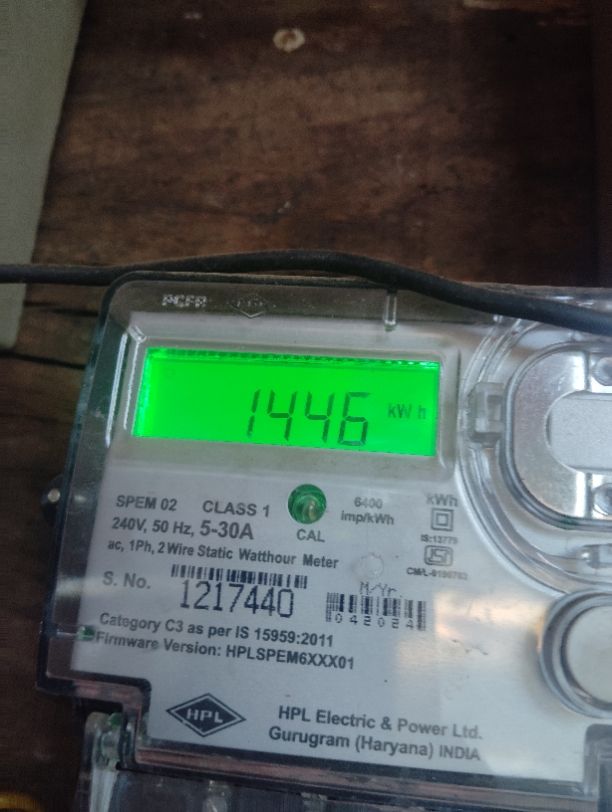 1446 kWh
SPEM 02 CLASS 1
240V, 50 Hz, 5-30A
ac, 1Ph, 2 Wire Static Watthour Meter
CAL
6400
imp/kWh
kWh
IS:13779
S. No. 1217440
M/Yr.
042024
Category C3 as per IS 15959:2011
Firmware Version: HPLSPEM6XXX01
HPL
HPL Electric & Power Ltd.
Gurugram (Haryana) INDIA